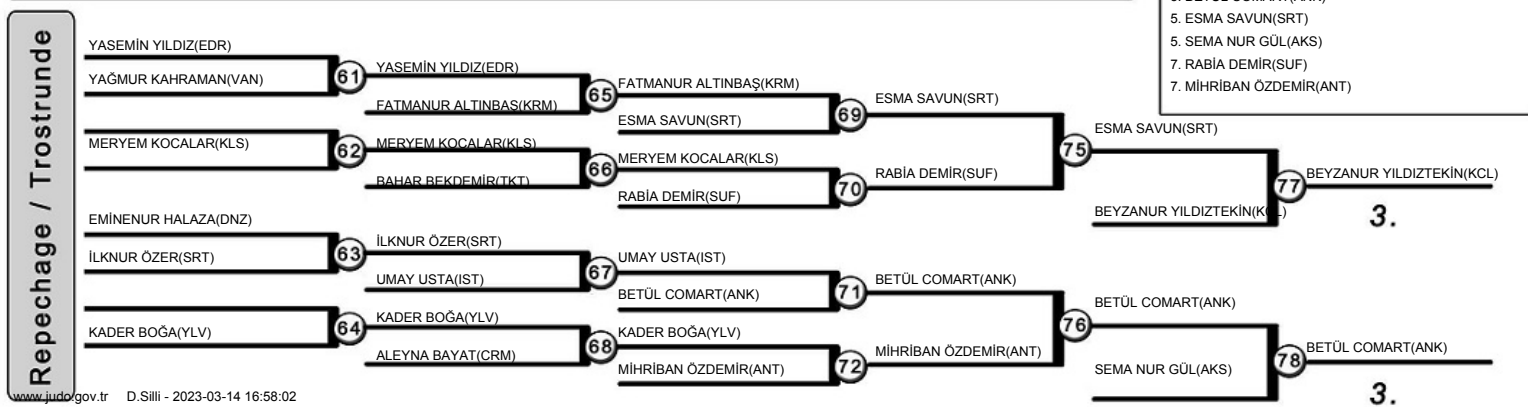 5. ESMA SAVUN(SRT)
5. SEMA NUR GÜL(AKS)
7. RABİA DEMİR(SUF)
7. MİHRİBAN ÖZDEMİR(ANT)
Repechage / Trostrunde
YASEMİN YILDIZ(EDR)
YAĞMUR KAHRAMAN(VAN)
61
MERYEM KOCALAR(KLS)
62
EMİNENUR HALAZA(DNZ)
İLKNUR ÖZER(SRT)
63
KADER BOĞA(YLV)
64
YASEMİN YILDIZ(EDR)
FATMANUR ALTINBAŞ(KRM)
65
MERYEM KOCALAR(KLS)
BAHAR BEKDEMİR(TKT)
66
İLKNUR ÖZER(SRT)
UMAY USTA(IST)
67
KADER BOĞA(YLV)
ALEYNA BAYAT(CRM)
68
FATMANUR ALTINBAŞ(KRM)
ESMA SAVUN(SRT)
69
MERYEM KOCALAR(KLS)
RABİA DEMİR(SUF)
70
UMAY USTA(IST)
BETÜL COMART(ANK)
71
KADER BOĞA(YLV)
MİHRİBAN ÖZDEMİR(ANT)
72
ESMA SAVUN(SRT)
RABİA DEMİR(SUF)
75
BETÜL COMART(ANK)
MİHRİBAN ÖZDEMİR(ANT)
76
ESMA SAVUN(SRT)
BEYZANUR YILDIZTEKİN(KCL)
77
BETÜL COMART(ANK)
SEMA NUR GÜL(AKS)
78
BEYZANUR YILDIZTEKİN(KCL)
3.
BETÜL COMART(ANK)
3.
www.judo.gov.tr D.Silli - 2023-03-14 16:58:02